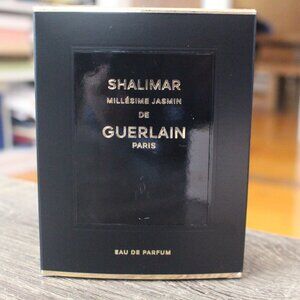 SHALIMAR
MILLÉSIME JASMIN
DE
GUERLAIN
PARIS
EAU DE PARFUM